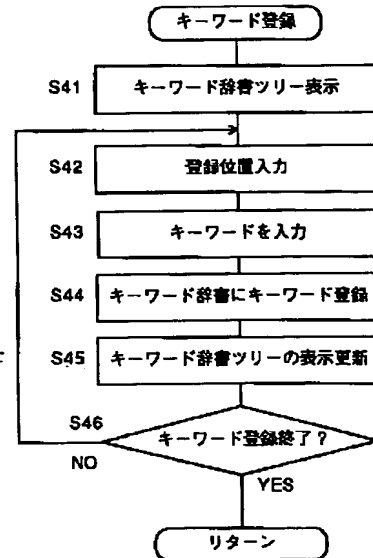 キーワード登録
S41 キーワード辞書ツリー表示
S42 登録位置入力
S43 キーワードを入力
S44 キーワード辞書にキーワード登録
S45 キーワード辞書ツリーの表示更新
S46 キーワード登録終了？
NO
YES
リターン